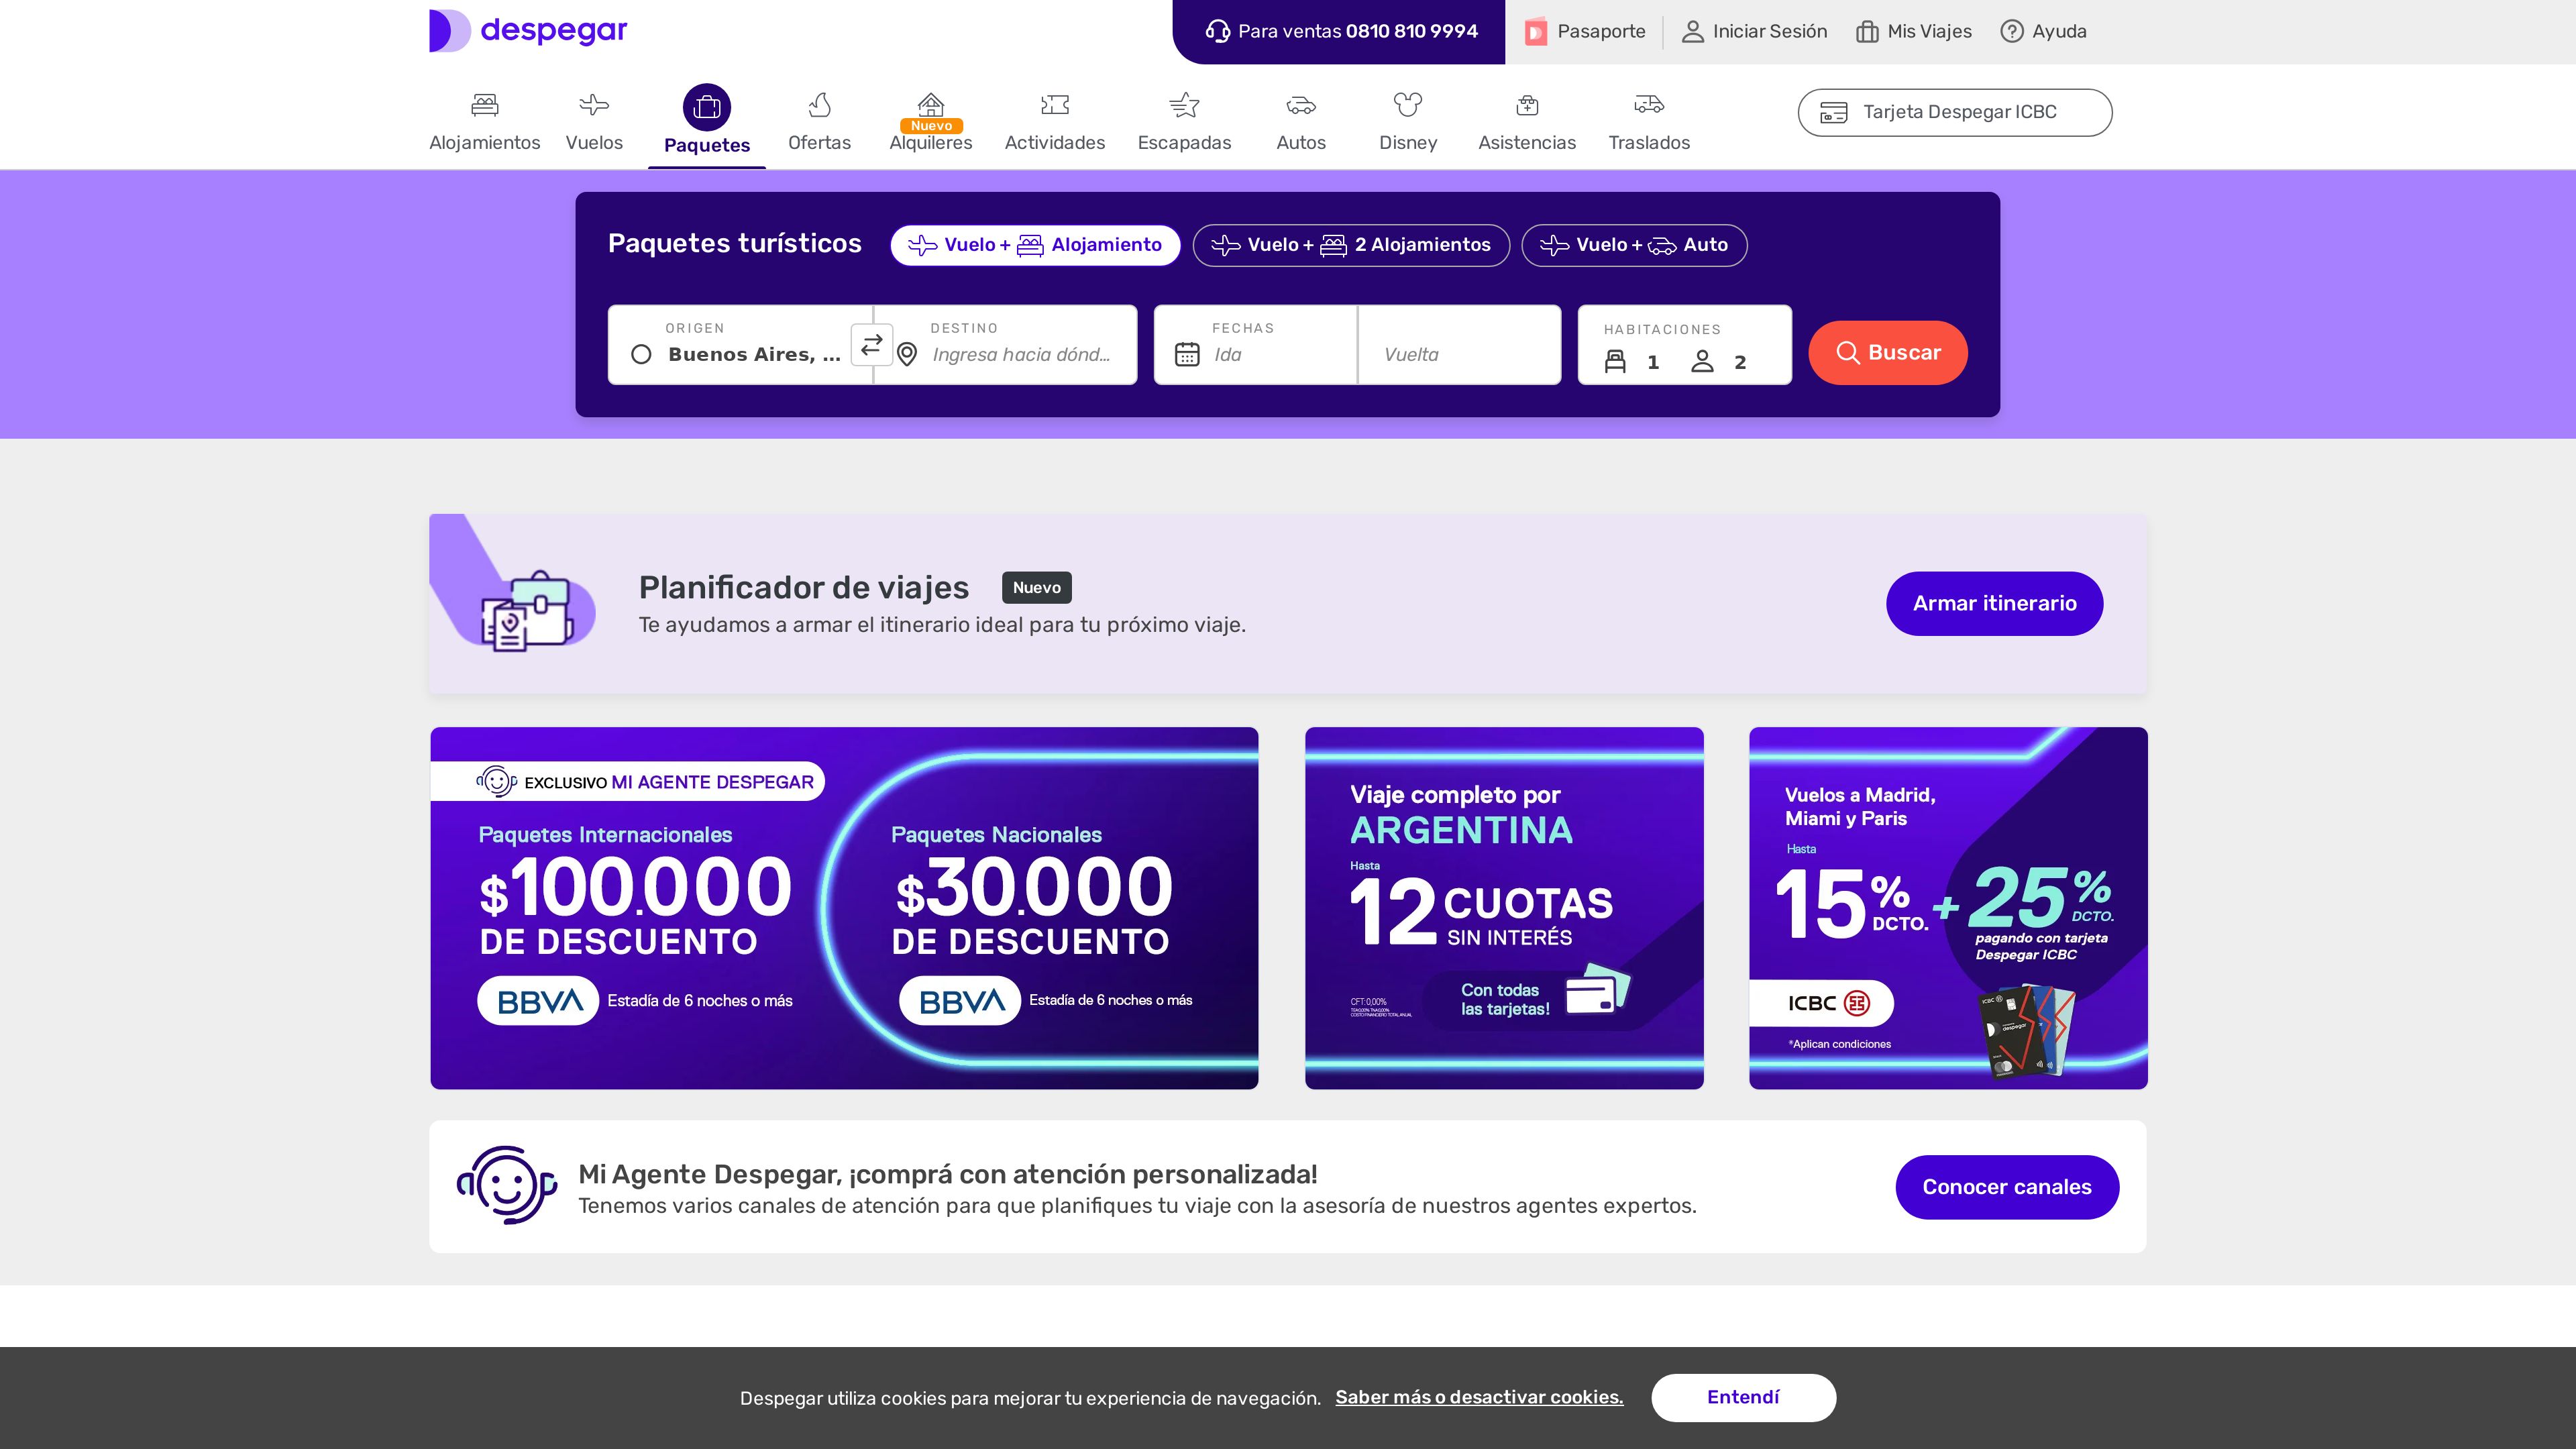 despegar
Para ventas 0810 810 9994
Pasaporte
Iniciar Sesión
Mis Viajes
Ayuda
Alojamientos
Vuelos
Paquetes
Ofertas
Nuevo
Alquileres
Actividades
Escapadas
Autos
Disney
Asistencias
Traslados
Tarjeta Despegar ICBC
Paquetes turísticos
Vuelo + Alojamiento
Vuelo + 2 Alojamientos
Vuelo + Auto
ORIGEN
Buenos Aires, ...
DESTINO
Ingresa hacia dónd...
FECHAS
Ida
Vuelta
HABITACIONES
1 2
Buscar
Planificador de viajes
Nuevo
Te ayudamos a armar el itinerario ideal para tu próximo viaje.
Armar itinerario
EXCLUSIVO MI AGENTE DESPEGAR
Paquetes Internacionales
$100.000
DE DESCUENTO
BBVA Estadía de 6 noches o más
Paquetes Nacionales
$30.000
DE DESCUENTO
BBVA Estadía de 6 noches o más
Viaje completo por
ARGENTINA
Hasta
12 CUOTAS
SIN INTERÉS
Con todas
las tarjetas!
CFT: 0,00%
Vuelos a Madrid,
Miami y Paris
Hasta
15% DCTO.
+ 25% DCTO.
pagando con tarjeta
Despegar ICBC
ICBC
*Aplican condiciones
ICBC
despegar
Mi Agente Despegar, ¡comprá con atención personalizada!
Tenemos varios canales de atención para que planifiques tu viaje con la asesoría de nuestros agentes expertos.
Conocer canales
Despegar utiliza cookies para mejorar tu experiencia de navegación. Saber más o desactivar cookies.
Entendí